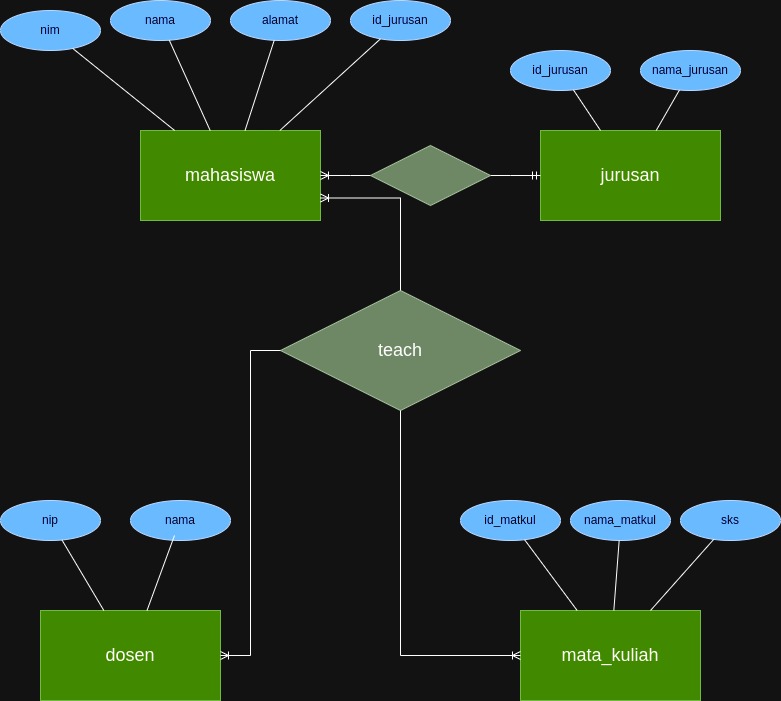 nim
nama
alamat
id_jurusan
id_jurusan
nama_jurusan
mahasiswa
jurusan
teach
nip
nama
id_matkul
nama_matkul
sks
dosen
mata_kuliah